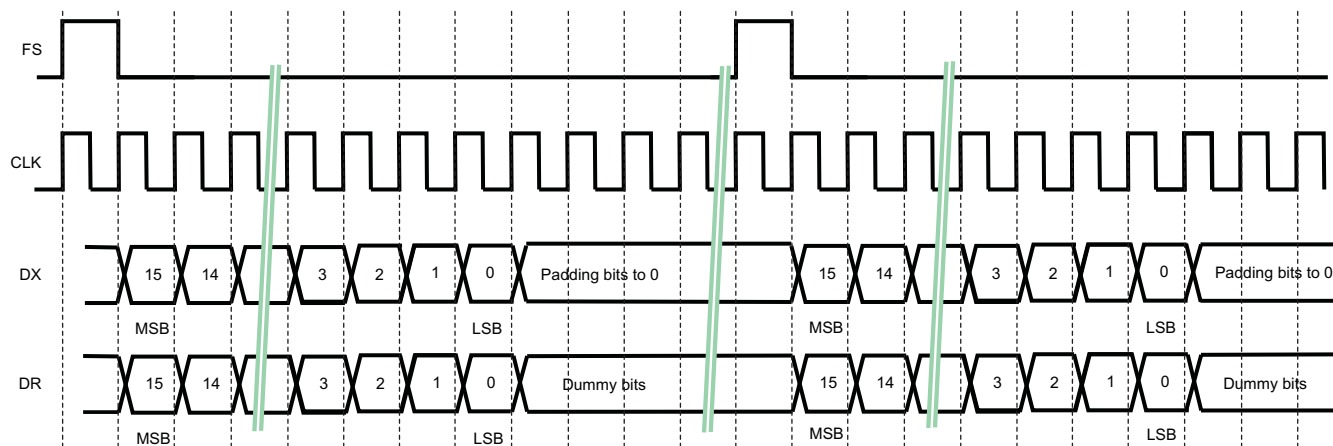 FS
CLK
DX 15 14 3 2 1 0 Padding bits to 0 15 14 3 2 1 0 Padding bits to 0
MSB LSB MSB LSB
DR 15 14 3 2 1 0 Dummy bits 15 14 3 2 1 0 Dummy bits
MSB LSB MSB LSB